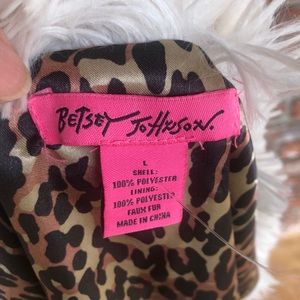 BETSEY JOHNSON.
L
SHELL:
100% POLYESTER
LINING:
100% POLYESTER
FAUX FUR
MADE IN CHINA